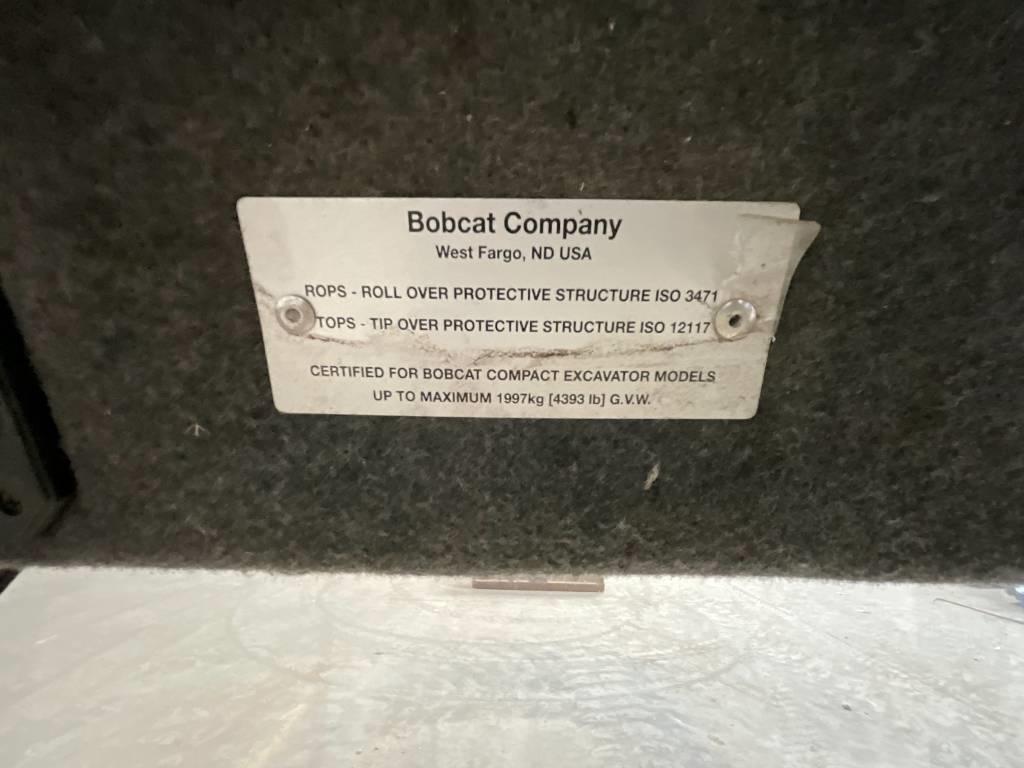 Bobcat Company
West Fargo, ND USA
ROPS - ROLL OVER PROTECTIVE STRUCTURE ISO 3471
TOPS - TIP OVER PROTECTIVE STRUCTURE ISO 12117
CERTIFIED FOR BOBCAT COMPACT EXCAVATOR MODELS
UP TO MAXIMUM 1997kg [4393 lb] G.V.W.